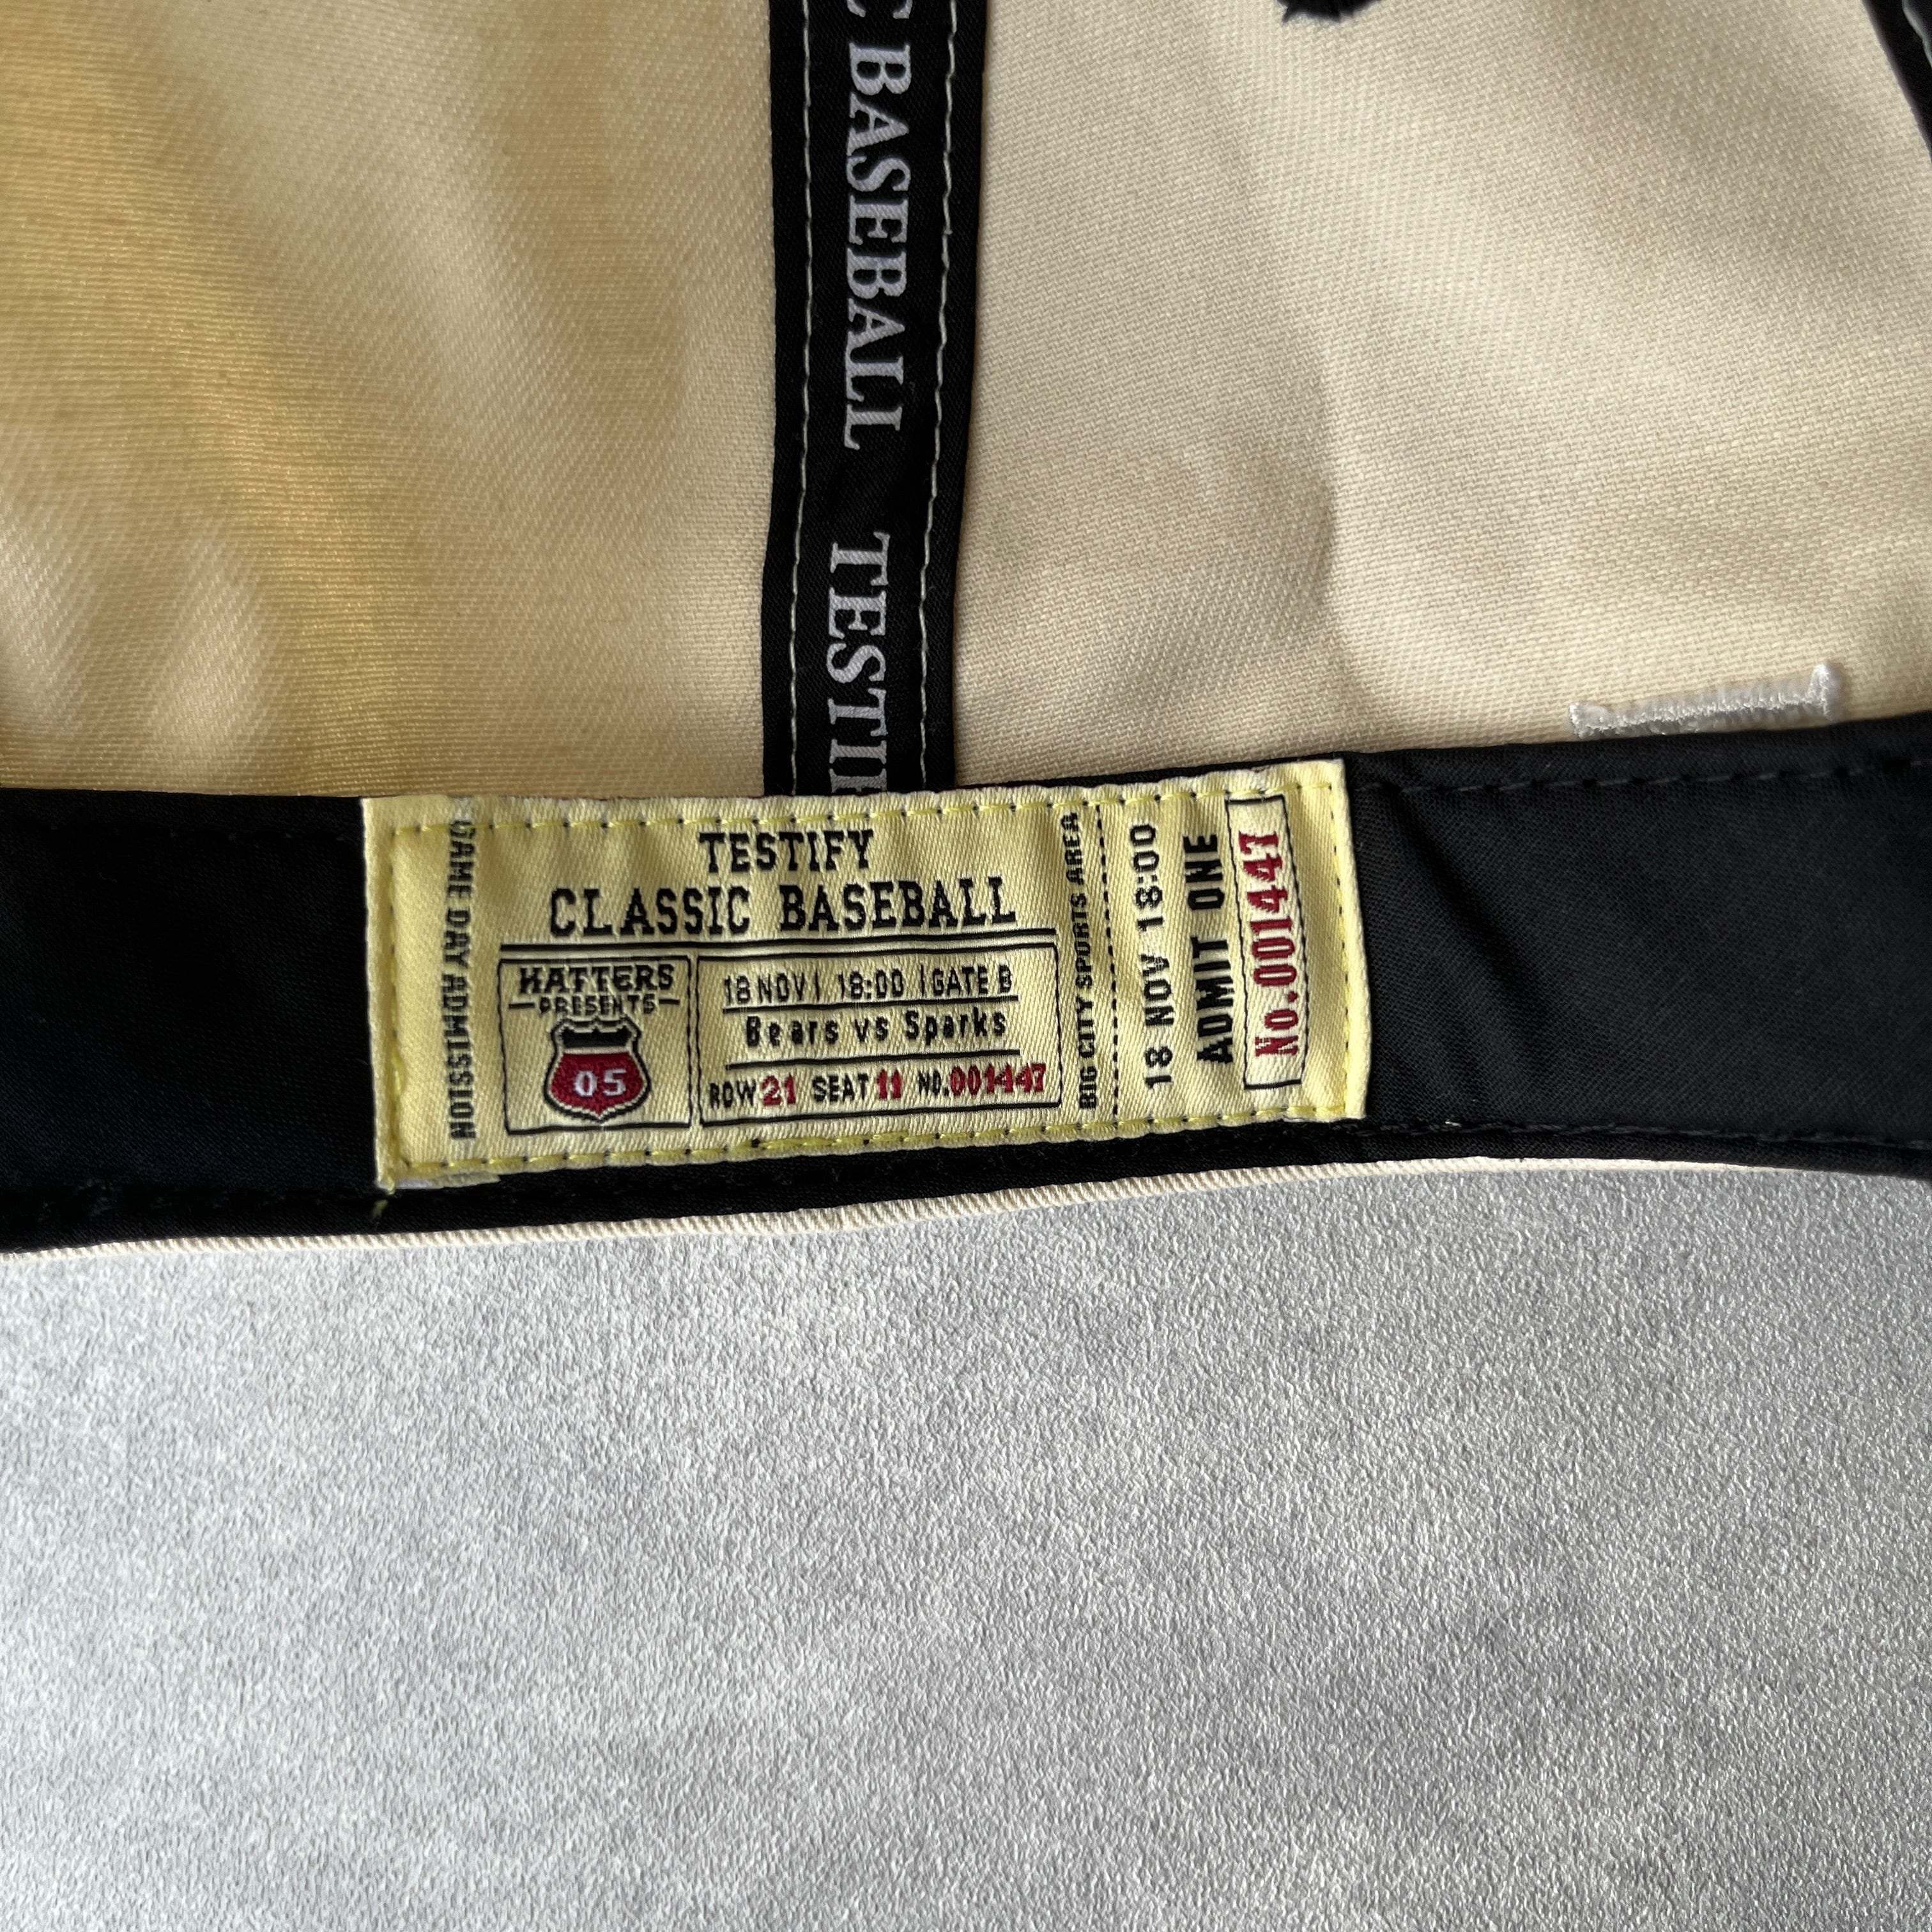 C BASEBALL TESTIF
GAME DAY ADMISSION
TESTIFY
CLASSIC BASEBALL
HATTERS
PRESENTS
05
18 NOV | 18:00 | GATE B
Bears vs Sparks
ROW 21 SEAT 11 NO.001447
BIG CITY SPORTS AREA
18 NOV 18:00
ADMIT ONE
No.001447